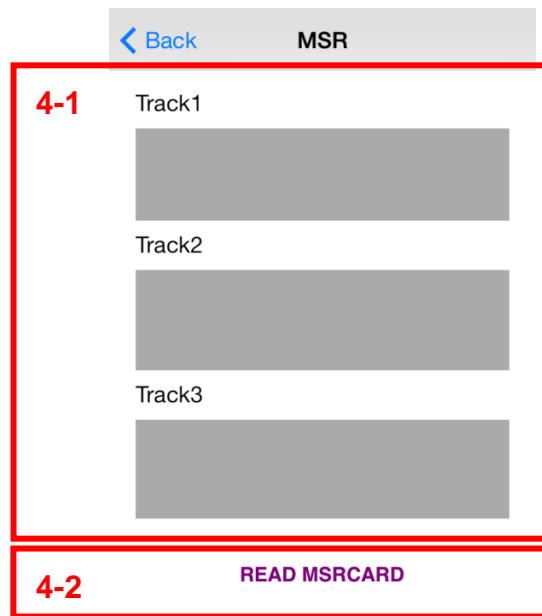 Back MSR
4-1 Track1
Track2
Track3
4-2 READ MSRCARD